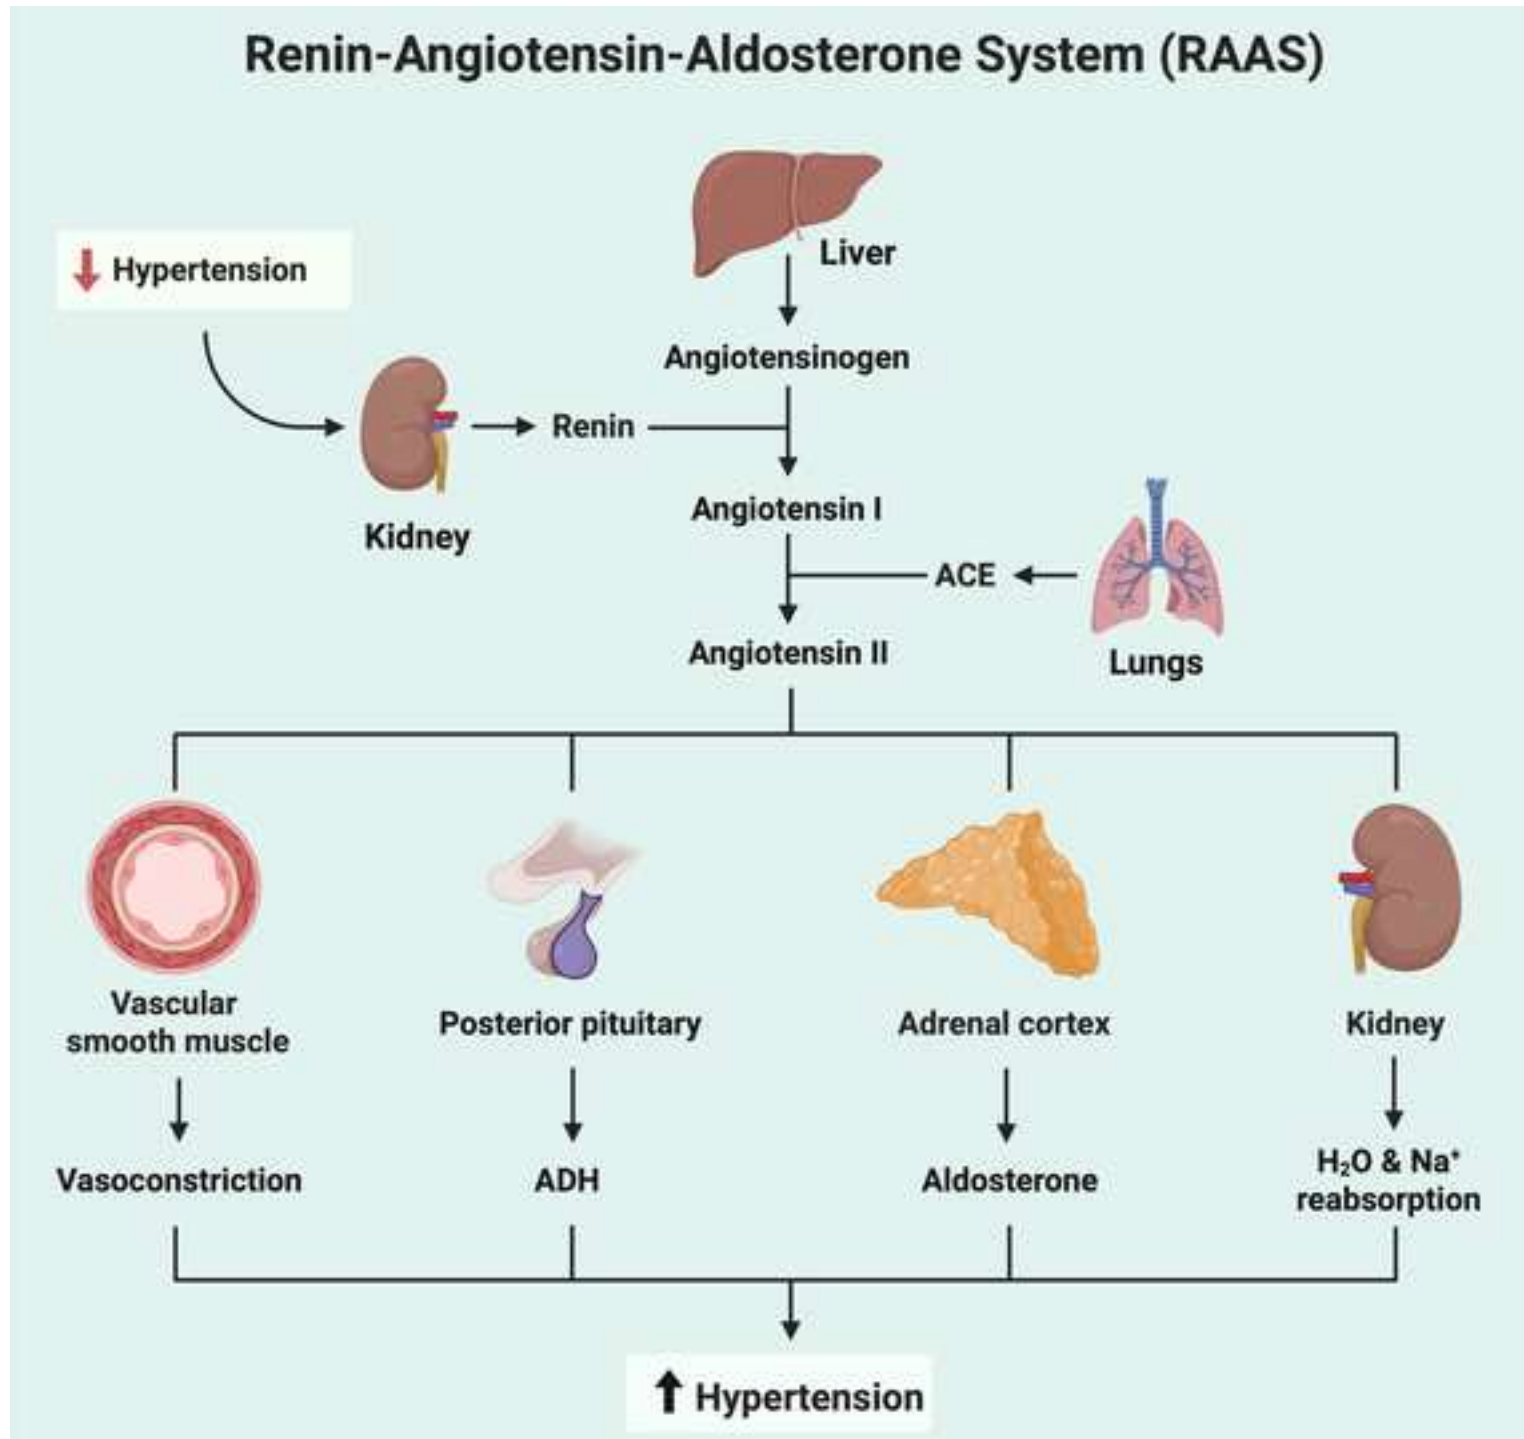 Renin-Angiotensin-Aldosterone System (RAAS)
Liver
↓ Hypertension
Angiotensinogen
Renin
Kidney
Angiotensin I
ACE
Lungs
Angiotensin II
Vascular
smooth muscle
Posterior pituitary
Adrenal cortex
Kidney
Vasoconstriction
ADH
Aldosterone
H₂O & Na⁺
reabsorption
↑ Hypertension